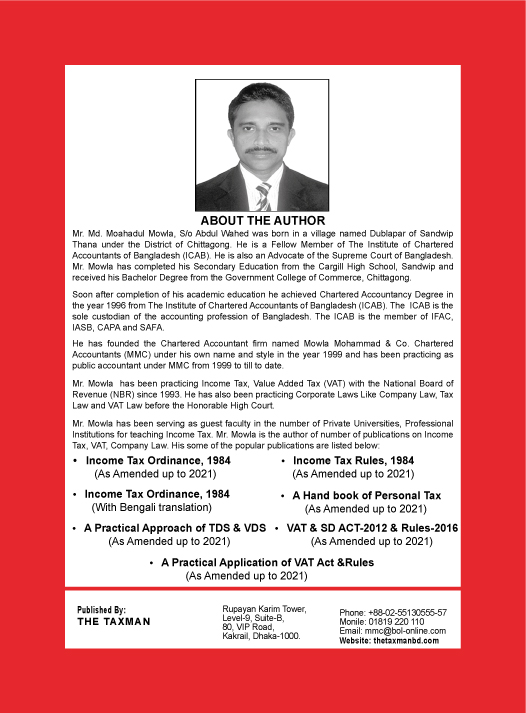 ABOUT THE AUTHOR
Mr. Md. Moahadul Mowla, S/o Abdul Wahed was born in a village named Dublapar of Sandwip
Thana under the District of Chittagong. He is a Fellow Member of The Institute of Chartered
Accountants of Bangladesh (ICAB). He is also an Advocate of the Supreme Court of Bangladesh.
Mr. Mowla has completed his Secondary Education from the Cargill High School, Sandwip and
received his Bachelor Degree from the Government College of Commerce, Chittagong.
Soon after completion of his academic education he achieved Chartered Accountancy Degree in
the year 1996 from The Institute of Chartered Accountants of Bangladesh (ICAB). The ICAB is the
sole custodian of the accounting profession of Bangladesh. The ICAB is the member of IFAC,
IASB, CAPA and SAFA.
He has founded the Chartered Accountant firm named Mowla Mohammad & Co. Chartered
Accountants (MMC) under his own name and style in the year 1999 and has been practicing as
public accountant under MMC from 1999 to till to date.
Mr. Mowla has been practicing Income Tax, Value Added Tax (VAT) with the National Board of
Revenue (NBR) since 1993. He has also been practicing Corporate Laws Like Company Law, Tax
Law and VAT Law before the Honorable High Court.
Mr. Mowla has been serving as guest faculty in the number of Private Universities, Professional
Institutions for teaching Income Tax. Mr. Mowla is the author of number of publications on Income
Tax, VAT, Company Law. His some of the popular publications are listed below:
• Income Tax Ordinance, 1984
(As Amended up to 2021)
• Income Tax Rules, 1984
(As Amended up to 2021)
• Income Tax Ordinance, 1984
(With Bengali translation)
• A Hand book of Personal Tax
(As Amended up to 2021)
• A Practical Approach of TDS & VDS
(As Amended up to 2021)
• VAT & SD ACT-2012 & Rules-2016
(As Amended up to 2021)
• A Practical Application of VAT Act &Rules
(As Amended up to 2021)
Published By:
THE TAXMAN
Rupayan Karim Tower,
Level-9, Suite-B,
80, VIP Road,
Kakrail, Dhaka-1000.
Phone: +88-02-55130555-57
Monile: 01819 220 110
Email: mmc@bol-online.com
Website: thetaxmanbd.com